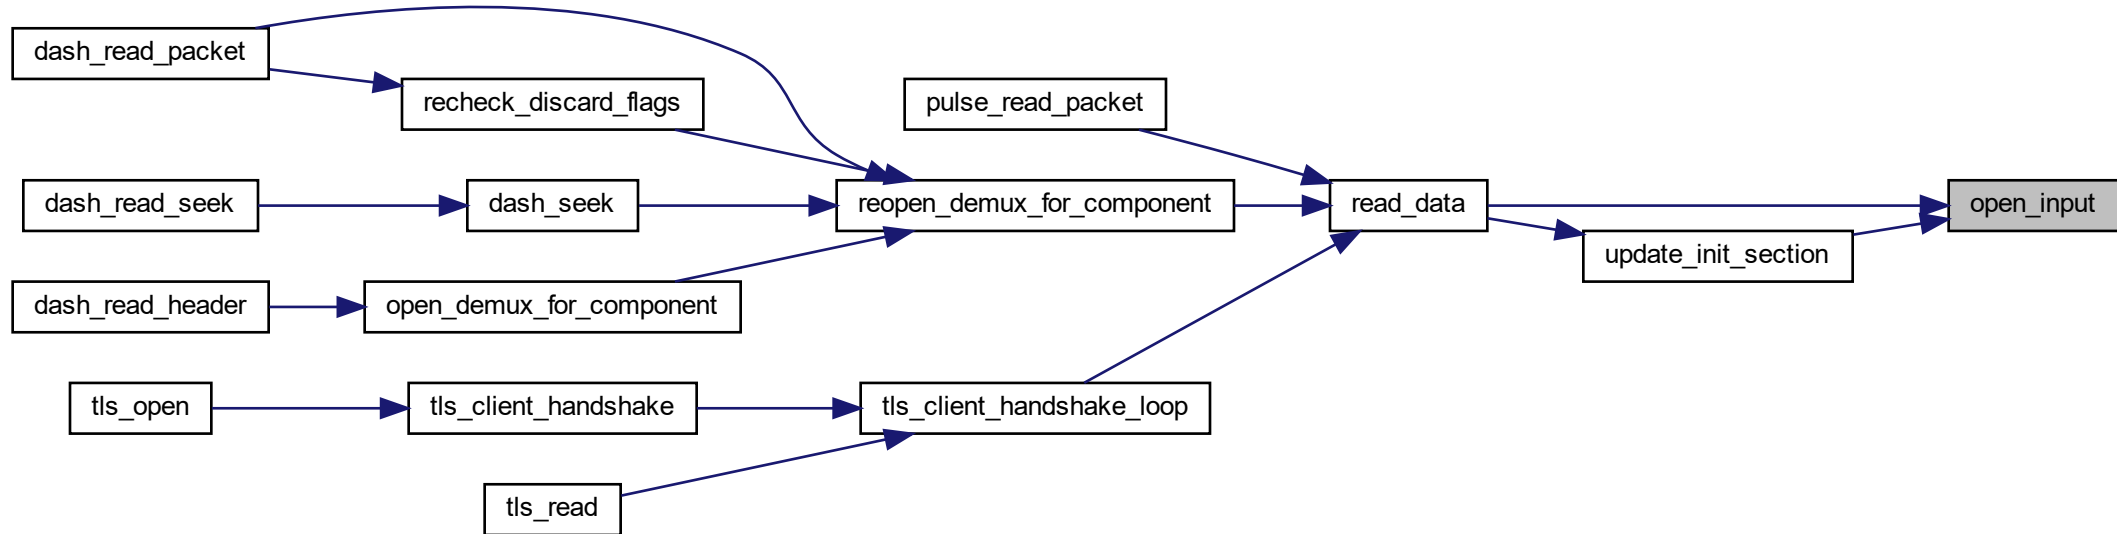 dash_read_packet
recheck_discard_flags
pulse_read_packet
dash_read_seek
dash_seek
reopen_demux_for_component
read_data
open_input
update_init_section
dash_read_header
open_demux_for_component
tls_open
tls_client_handshake
tls_client_handshake_loop
tls_read